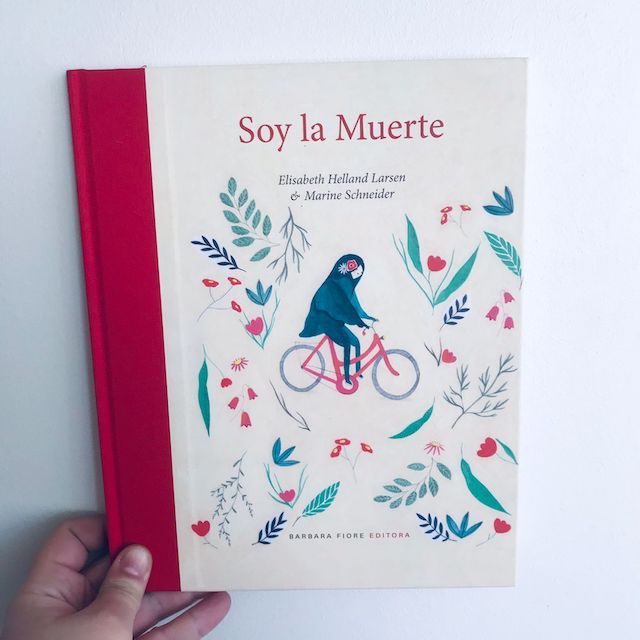 Soy la Muerte
Elisabeth Helland Larsen
& Marine Schneider
BARBARA FIORE EDITORA